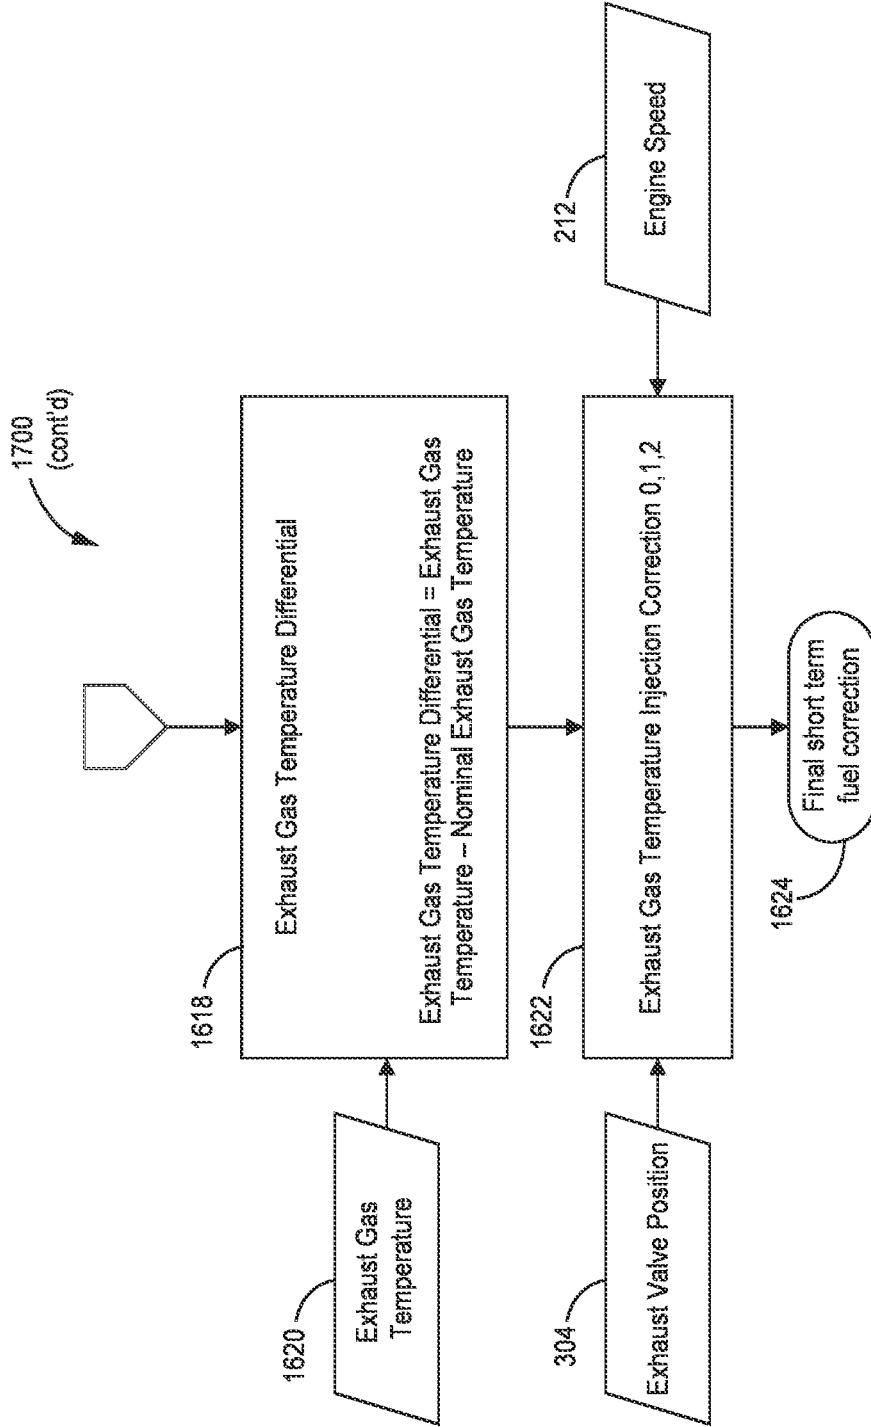 1700
(cont'd)
1618
Exhaust Gas Temperature Differential
Exhaust Gas Temperature Differential = Exhaust Gas
Temperature – Nominal Exhaust Gas Temperature
1620
Exhaust Gas
Temperature
1622
Exhaust Gas Temperature Injection Correction 0,1,2
304
Exhaust Valve Position
212
Engine Speed
1624
Final short term
fuel correction